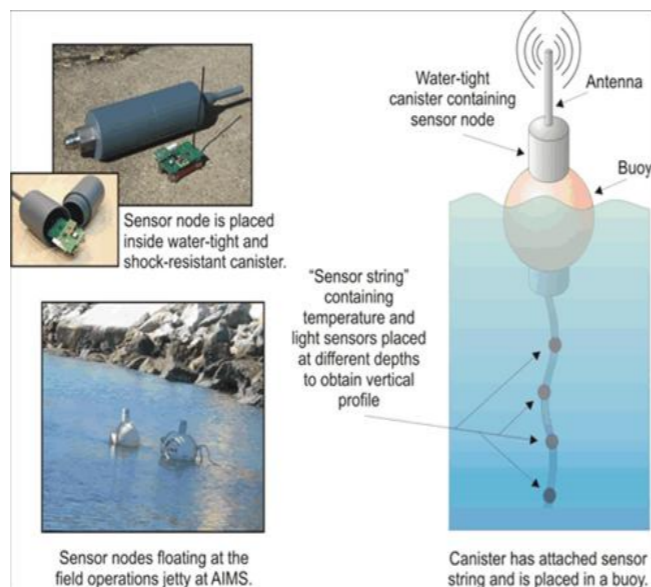 Sensor node is placed
inside water-tight and
shock-resistant canister.
Sensor nodes floating at the
field operations jetty at AIMS.
Water-tight
canister containing
sensor node
Antenna
Buoy
“Sensor string”
containing
temperature and
light sensors placed
at different depths
to obtain vertical
profile
Canister has attached sensor
string and is placed in a buoy.